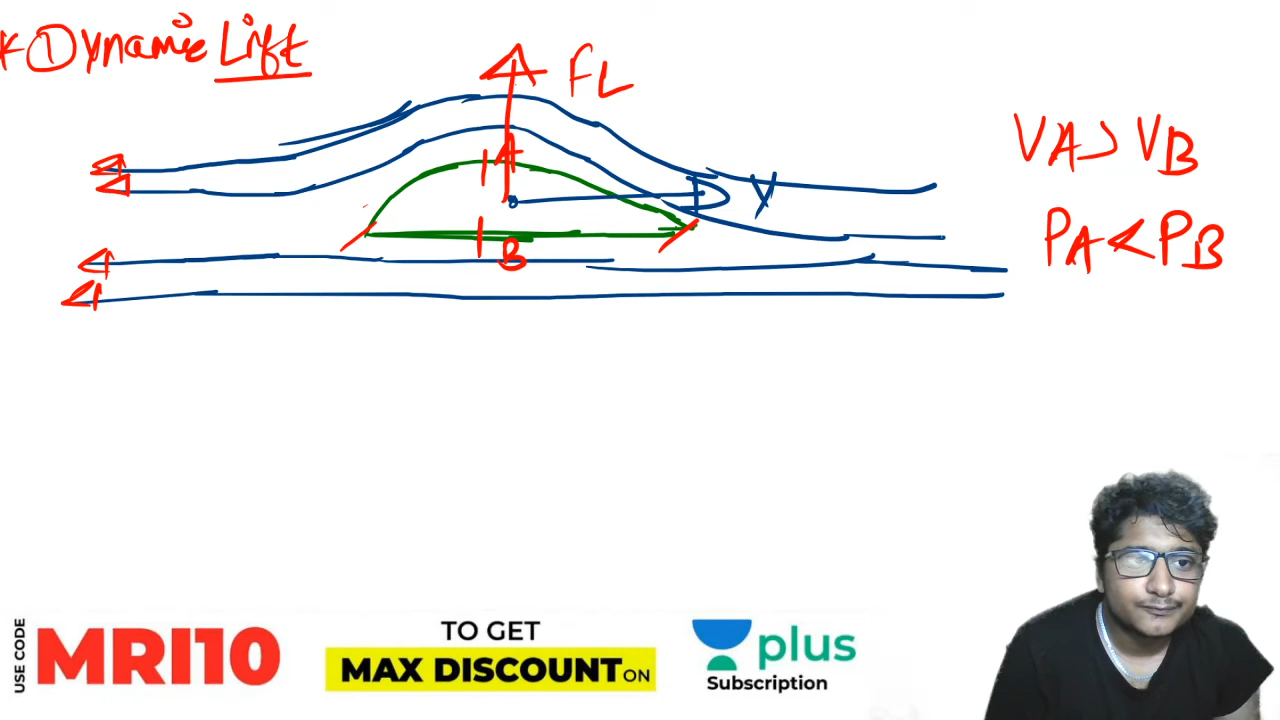 * Dynamic Lift
FL
A
V
B
VA > VB
PA < PB
USE CODE
MRI10
TO GET
MAX DISCOUNT ON
plus
Subscription